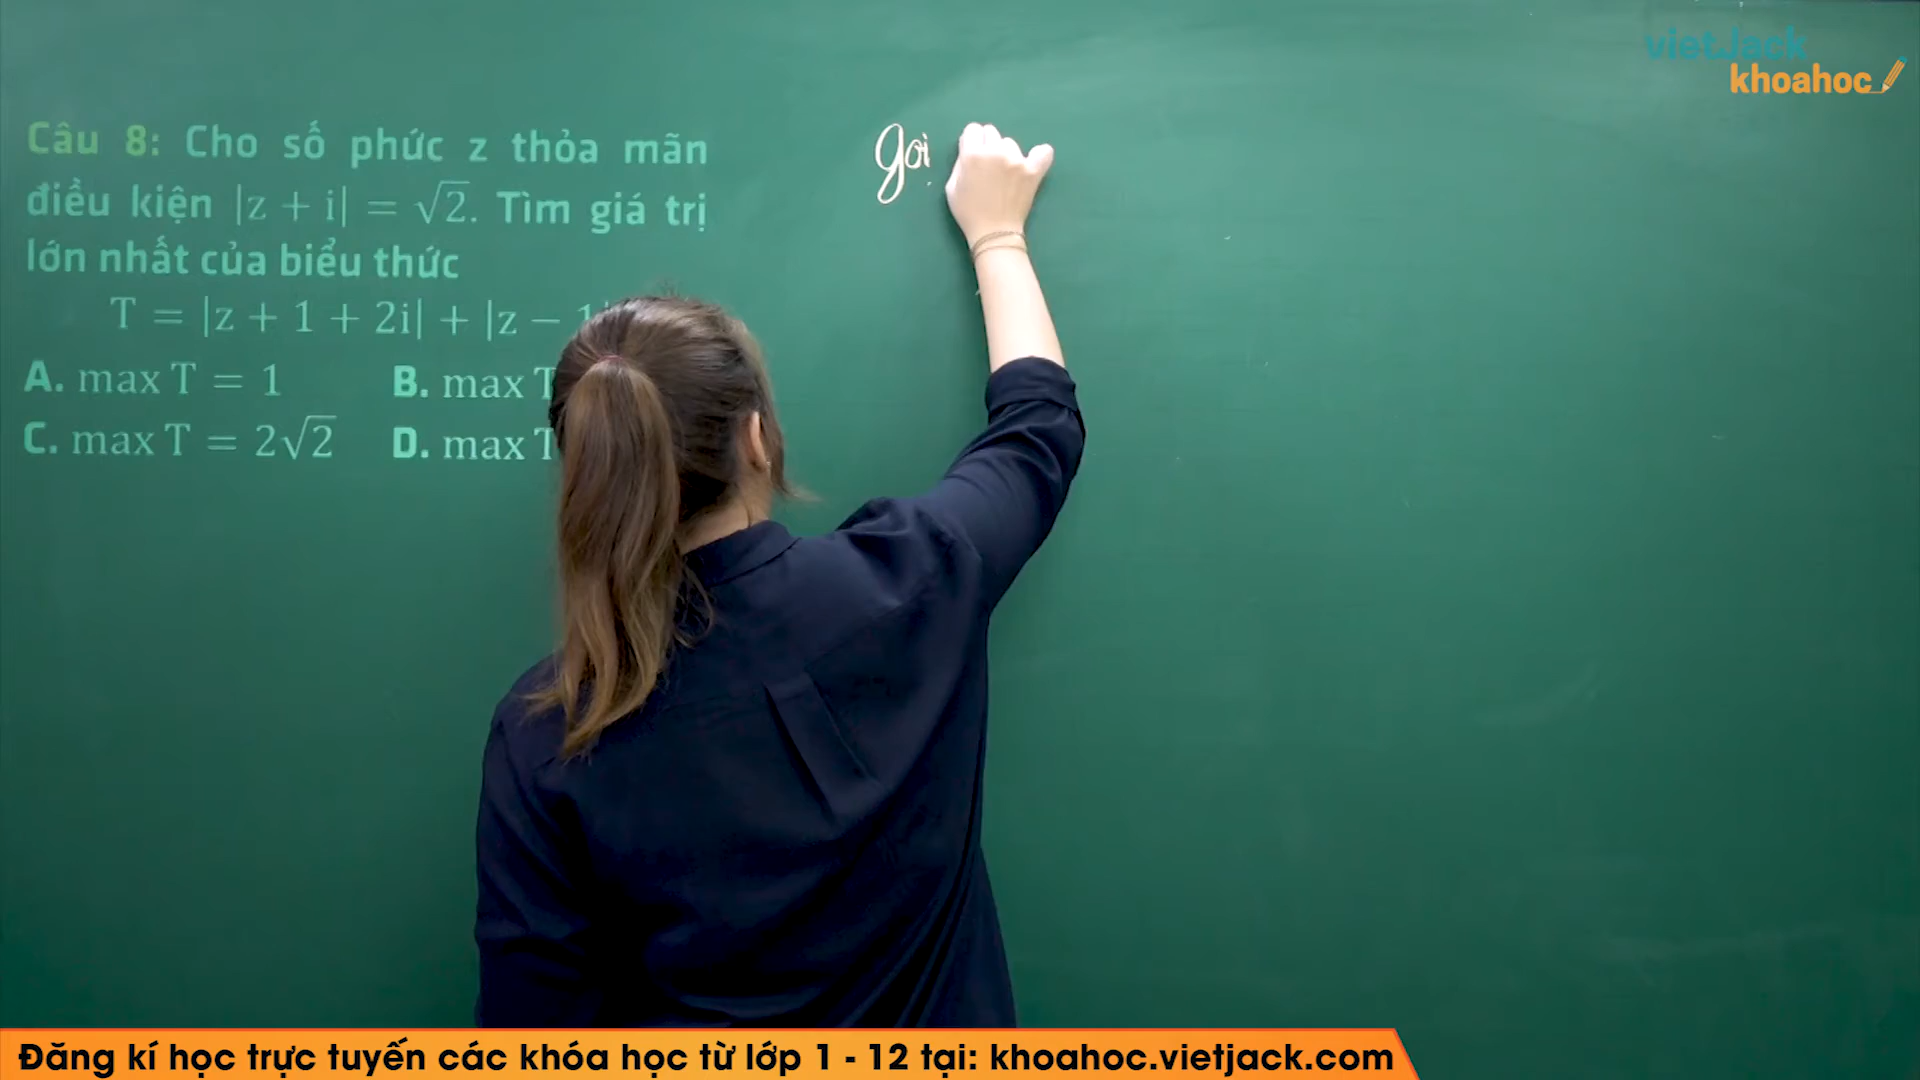 vietJack
khoahoc
Câu 8: Cho số phức z thỏa mãn
điều kiện |z + i| = √2. Tìm giá trị
lớn nhất của biểu thức
T = |z + 1 + 2i| + |z − 1
A. max T = 1
B. max T
C. max T = 2√2
D. max T
Gọi
Đăng kí học trực tuyến các khóa học từ lớp 1 - 12 tại: khoahoc.vietjack.com